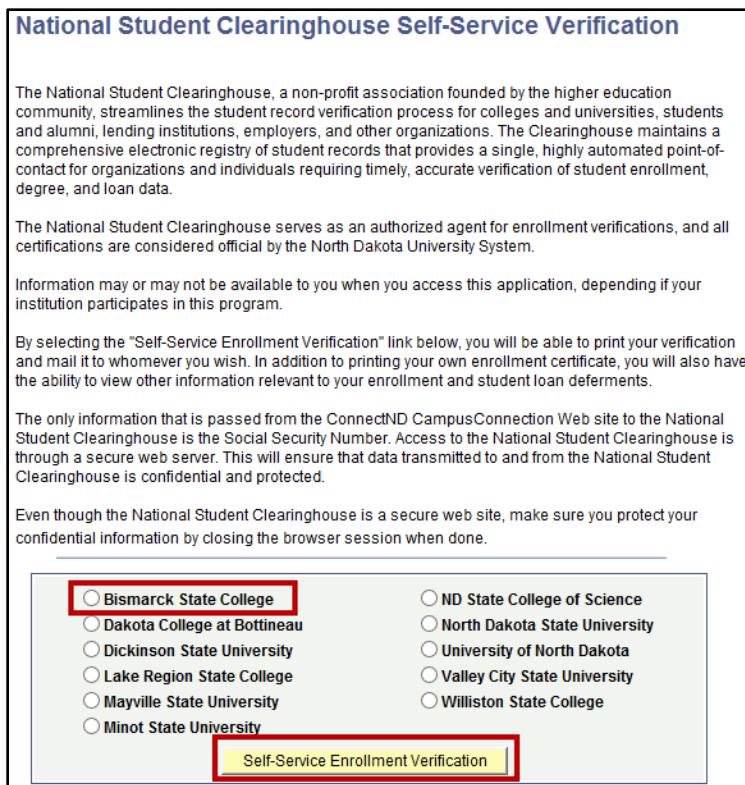 National Student Clearinghouse Self-Service Verification
The National Student Clearinghouse, a non-profit association founded by the higher education
community, streamlines the student record verification process for colleges and universities, students
and alumni, lending institutions, employers, and other organizations. The Clearinghouse maintains a
comprehensive electronic registry of student records that provides a single, highly automated point-of-
contact for organizations and individuals requiring timely, accurate verification of student enrollment,
degree, and loan data.
The National Student Clearinghouse serves as an authorized agent for enrollment verifications, and all
certifications are considered official by the North Dakota University System.
Information may or may not be available to you when you access this application, depending if your
institution participates in this program.
By selecting the "Self-Service Enrollment Verification" link below, you will be able to print your verification
and mail it to whomever you wish. In addition to printing your own enrollment certificate, you will also have
the ability to view other information relevant to your enrollment and student loan deferments.
The only information that is passed from the ConnectND CampusConnection Web site to the National
Student Clearinghouse is the Social Security Number. Access to the National Student Clearinghouse is
through a secure web server. This will ensure that data transmitted to and from the National Student
Clearinghouse is confidential and protected.
Even though the National Student Clearinghouse is a secure web site, make sure you protect your
confidential information by closing the browser session when done.
Bismarck State College
Dakota College at Bottineau
Dickinson State University
Lake Region State College
Mayville State University
Minot State University
ND State College of Science
North Dakota State University
University of North Dakota
Valley City State University
Williston State College
Self-Service Enrollment Verification